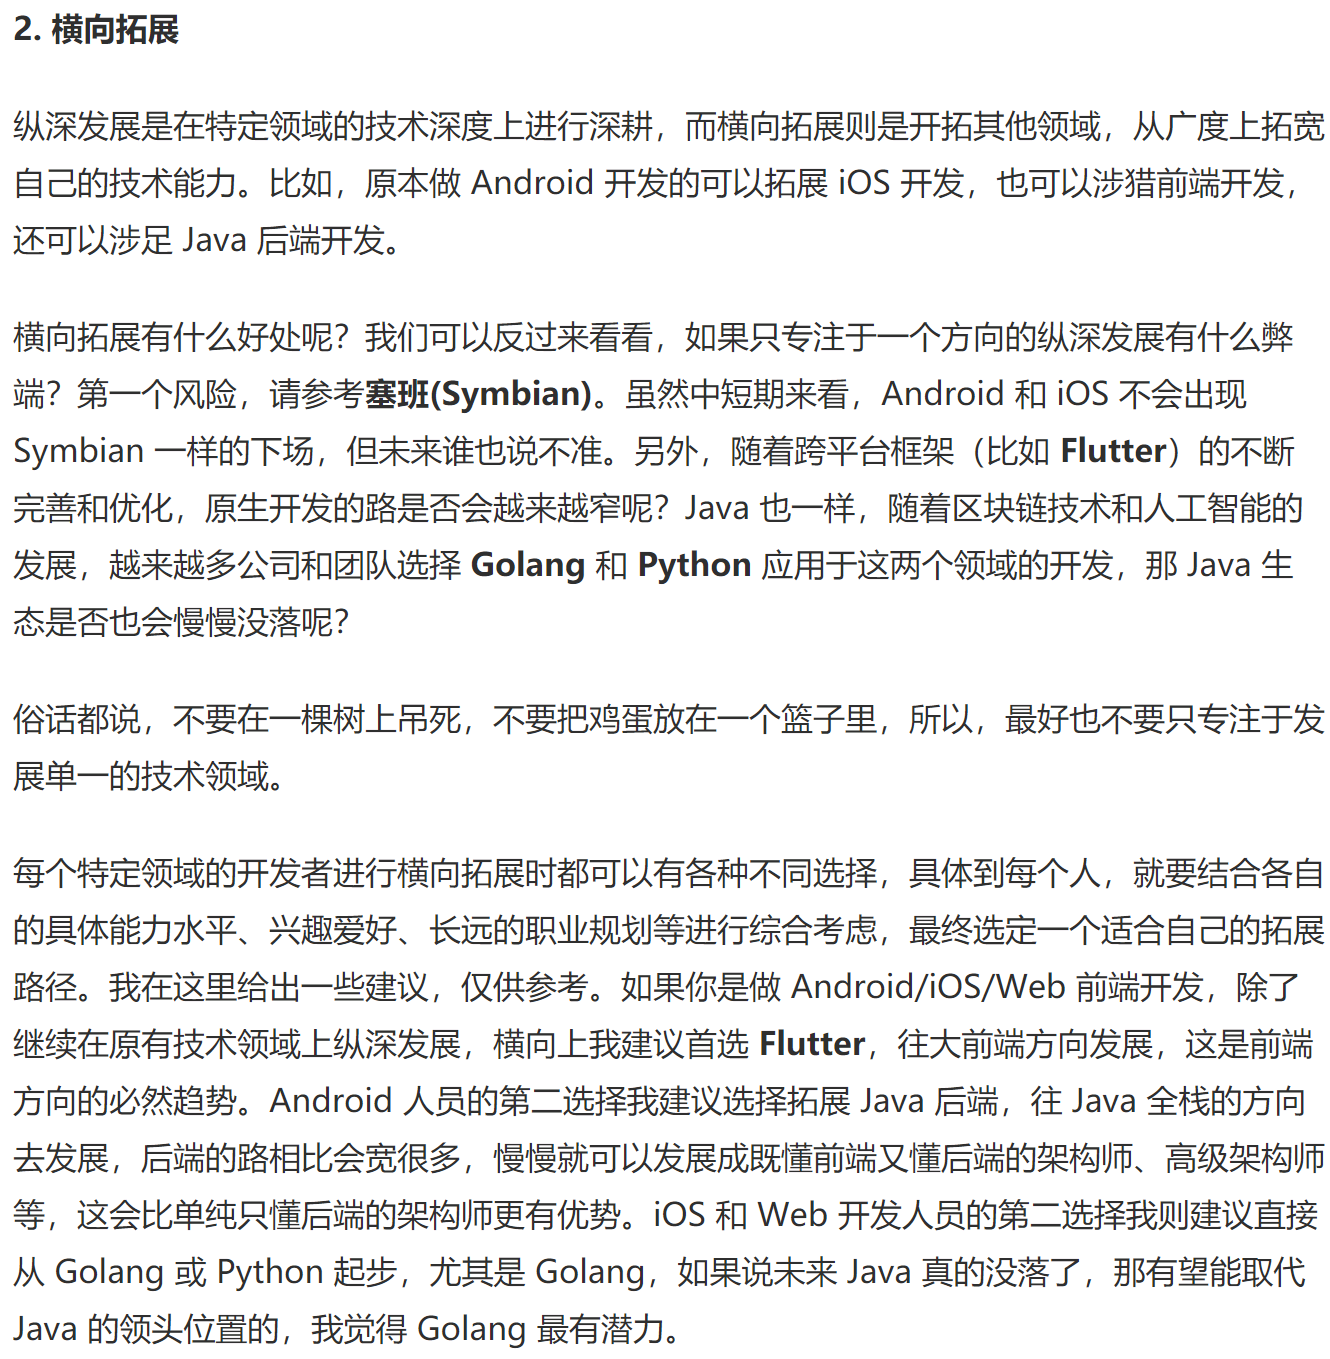 2. 横向拓展
纵深发展是在特定领域的技术深度上进行深耕，而横向拓展则是开拓其他领域，从广度上拓宽
自己的技术能力。比如，原本做 Android 开发的可以拓展 iOS 开发，也可以涉猎前端开发，
还可以涉足 Java 后端开发。
横向拓展有什么好处呢？我们可以反过来看看，如果只专注于一个方向的纵深发展有什么弊
端？第一个风险，请参考塞班(Symbian)。虽然中短期来看，Android 和 iOS 不会出现
Symbian 一样的下场，但未来谁也说不准。另外，随着跨平台框架（比如 Flutter）的不断
完善和优化，原生开发的路是否会越来越窄呢？Java 也一样，随着区块链技术和人工智能的
发展，越来越多公司和团队选择 Golang 和 Python 应用于这两个领域的开发，那 Java 生
态是否也会慢慢没落呢？
俗话都说，不要在一棵树上吊死，不要把鸡蛋放在一个篮子里，所以，最好也不要只专注于发
展单一的技术领域。
每个特定领域的开发者进行横向拓展时都可以有各种不同选择，具体到每个人，就要结合各自
的具体能力水平、兴趣爱好、长远的职业规划等进行综合考虑，最终选定一个适合自己的拓展
路径。我在这里给出一些建议，仅供参考。如果你是做 Android/iOS/Web 前端开发，除了
继续在原有技术领域上纵深发展，横向上我建议首选 Flutter，往大前端方向发展，这是前端
方向的必然趋势。Android 人员的第二选择我建议选择拓展 Java 后端，往 Java 全栈的方向
去发展，后端的路相比会宽很多，慢慢就可以发展成既懂前端又懂后端的架构师、高级架构师
等，这会比单纯只懂后端的架构师更有优势。iOS 和 Web 开发人员的第二选择我则建议直接
从 Golang 或 Python 起步，尤其是 Golang，如果说未来 Java 真的没落了，那有望能取代
Java 的领头位置的，我觉得 Golang 最有潜力。